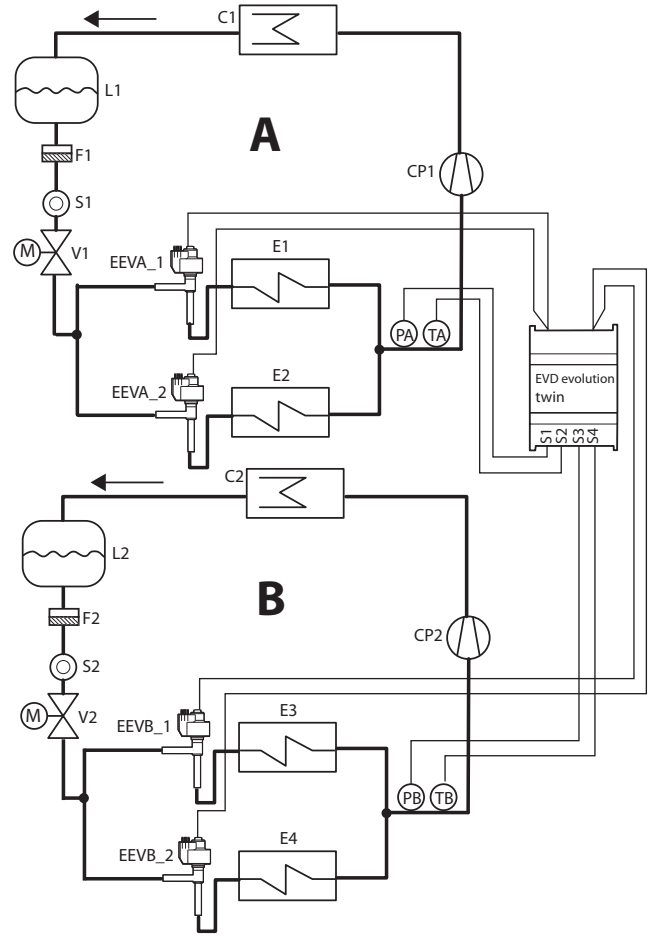 C1
L1
A
F1
CP1
S1
M
V1
EEVA_1
E1
PA
TA
EEVA_2
E2
EVD evolution
twin
S1
S2
S3
S4
C2
L2
B
F2
CP2
S2
M
V2
EEVB_1
E3
PB
TB
EEVB_2
E4